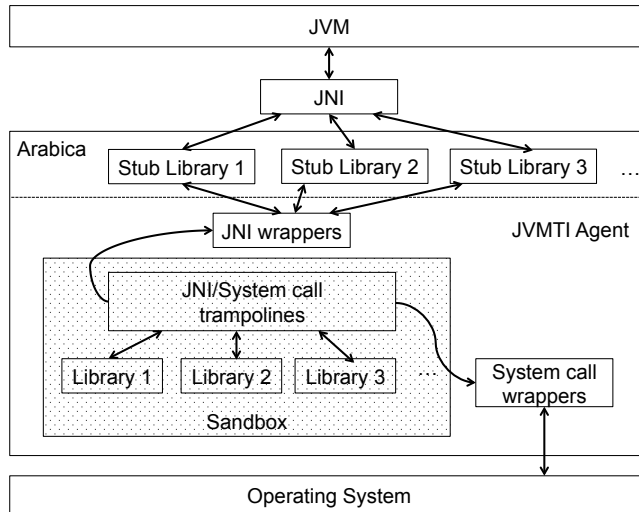 JVM
JNI
Arabica
Stub Library 1
Stub Library 2
Stub Library 3
...
JNI wrappers
JVMTI Agent
JNI/System call
trampolines
Library 1
Library 2
Library 3
...
System call
wrappers
Sandbox
Operating System